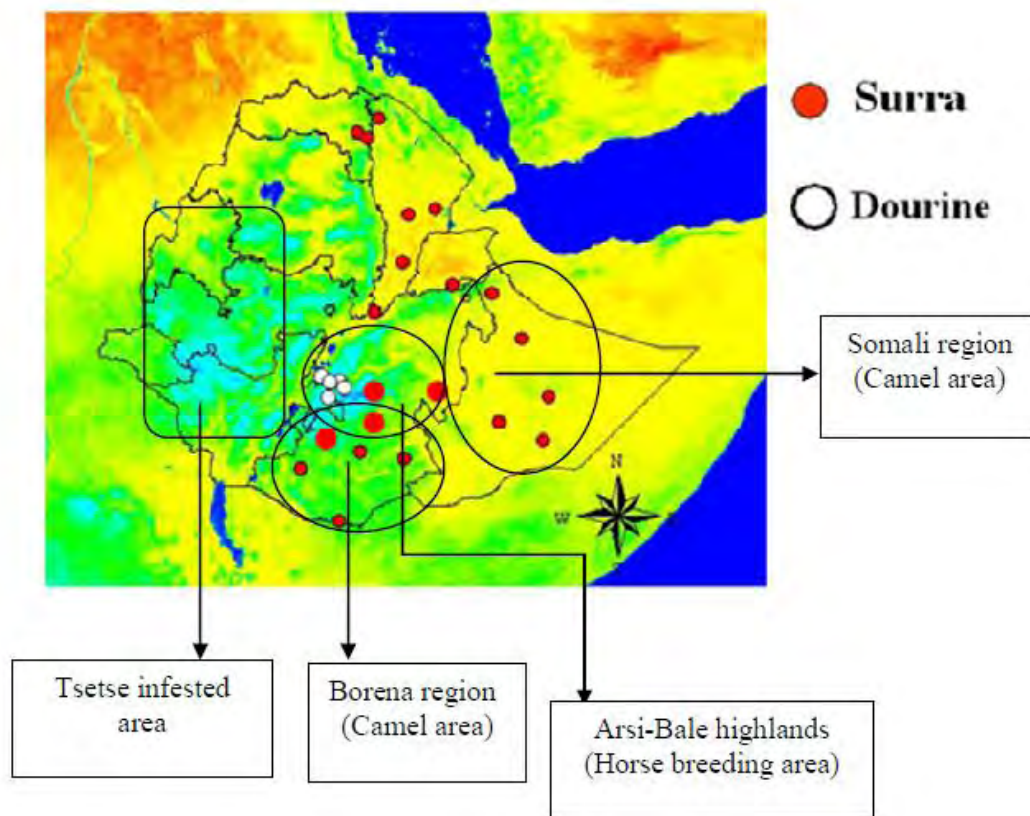 Surra
Dourine
N
W
Somali region
(Camel area)
Tsetse infested
area
Borena region
(Camel area)
Arsi-Bale highlands
(Horse breeding area)